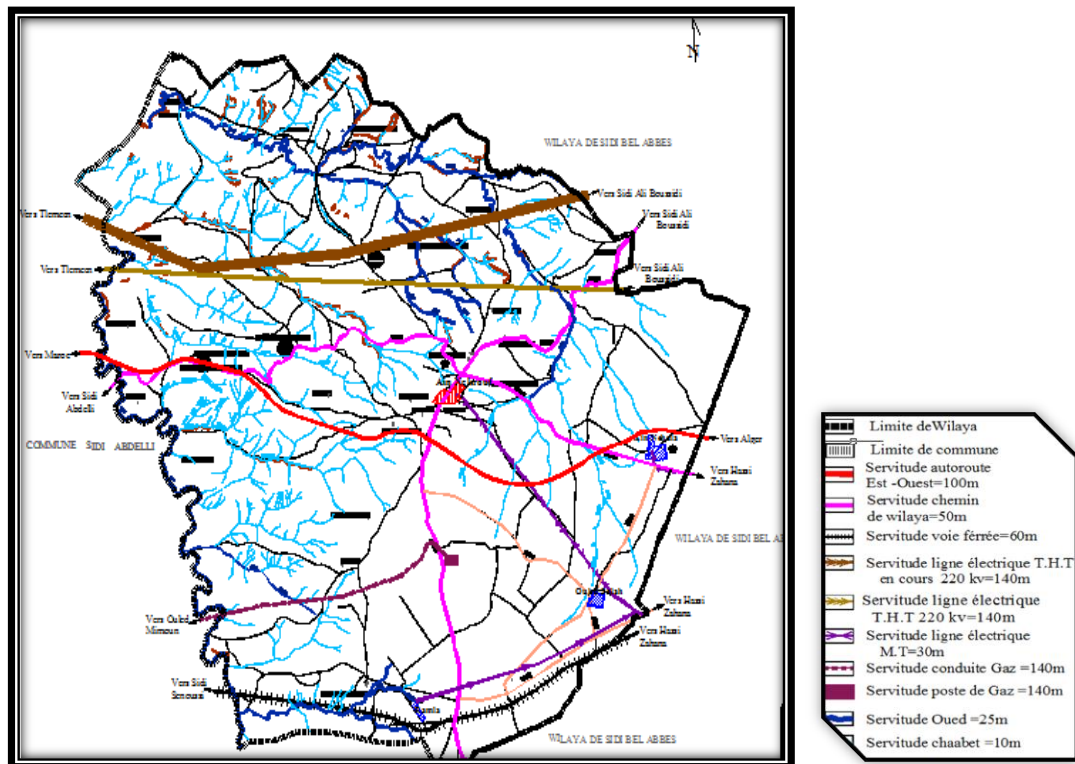 N
WILAYA DE SIDI BEL ABBES
Vers Sidi Ali Boussidi
Vers Tlemcen
Vers Sidi Ali
Boussidi
Vers Tlemcen
Vers Sidi Ali
Boussidi
Vers Maroc
Vers Sidi
Abdelli
COMMUNE SIDI ABDELLI
Vers Alger
Vers Hassi
Zahana
WILAYA DE SIDI BEL AB
Vers Ouled
Mimoun
Vers Hassi
Zahana
Vers Hassi
Zahana
Vers Sidi
Senoussi
WILAYA DE SIDI BEL ABBES
Limite de Wilaya
Limite de commune
Servitude autoroute
Est -Ouest=100m
Servitude chemin
de wilaya=50m
Servitude voie férrée=60m
Servitude ligne électrique T.H.T
en cours 220 kv=140m
Servitude ligne électrique
T.H.T 220 kv=140m
Servitude ligne électrique
M.T=30m
Servitude conduite Gaz =140m
Servitude poste de Gaz =140m
Servitude Oued =25m
Servitude chaabet =10m